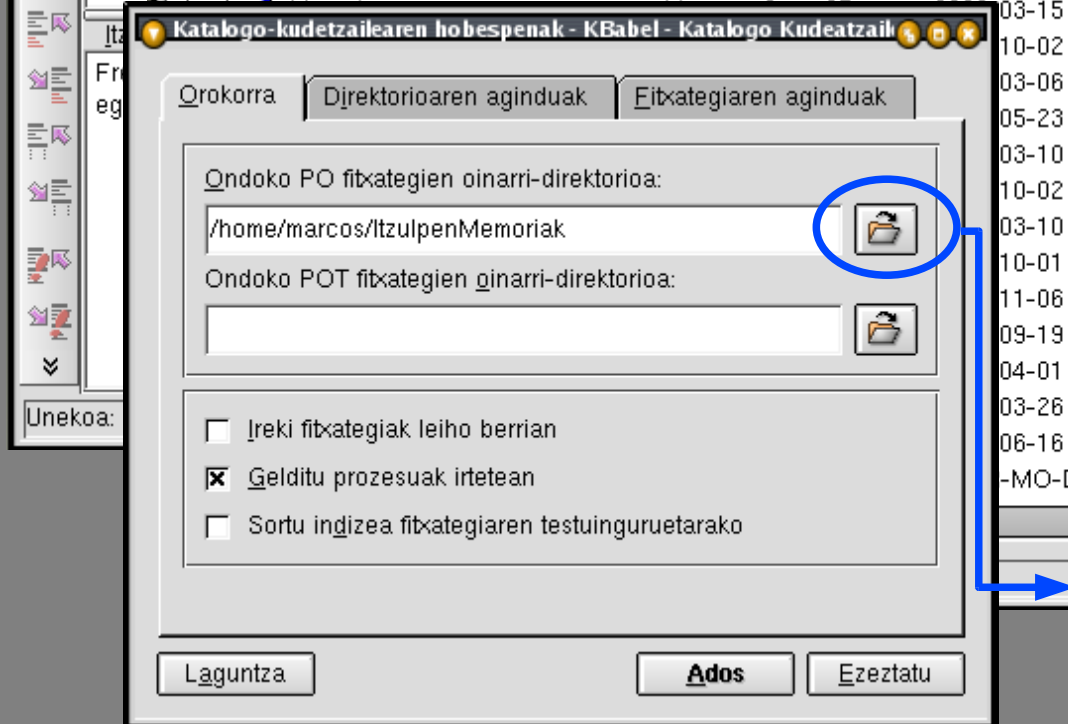 Katalogo-kudetzailearen hobespenak - KBabel - Katalogo Kudeatzail
Orokorra
Direktorioaren aginduak
Fitxategiaren aginduak
Ondoko PO fitxategien oinarri-direktorioa:
/home/marcos/ItzulpenMemoriak
Ondoko POT fitxategien oinarri-direktorioa:
Ireki fitxategiak leiho berrian
Gelditu prozesuak irtetean
Sortu indizea fitxategiaren testuinguruetarako
Laguntza
Ados
Ezeztatu
Itz
Fre
eg
Unekoa:
03-15
10-02
03-06
05-23
03-10
10-02
03-10
10-01
11-06
09-19
04-01
03-26
06-16
-MO-D